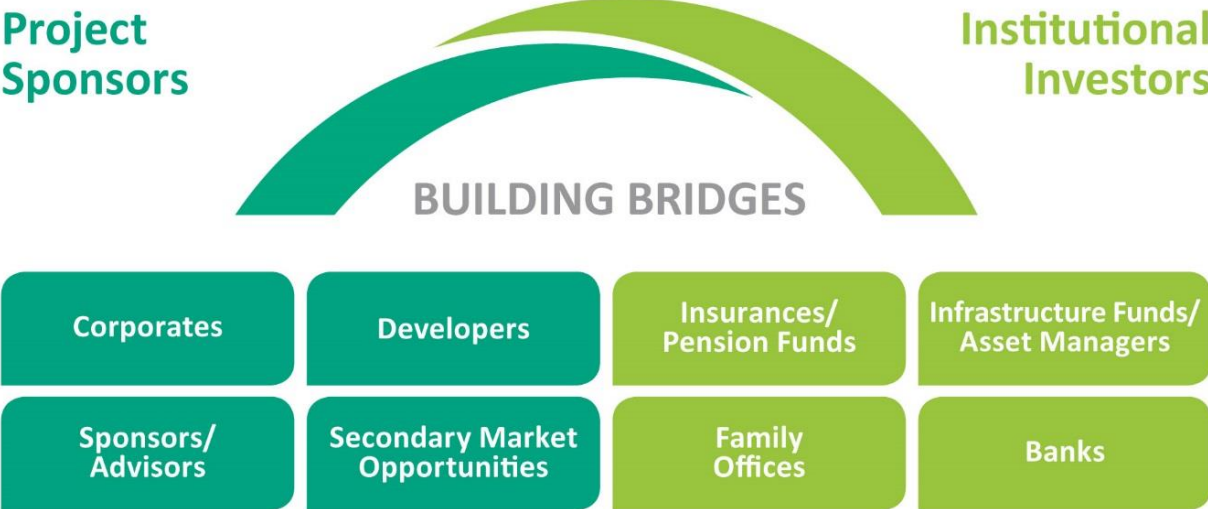 Project
Sponsors
Institutional
Investors
BUILDING BRIDGES
Corporates
Developers
Insurances/
Pension Funds
Infrastructure Funds/
Asset Managers
Sponsors/
Advisors
Secondary Market
Opportunities
Family
Offices
Banks